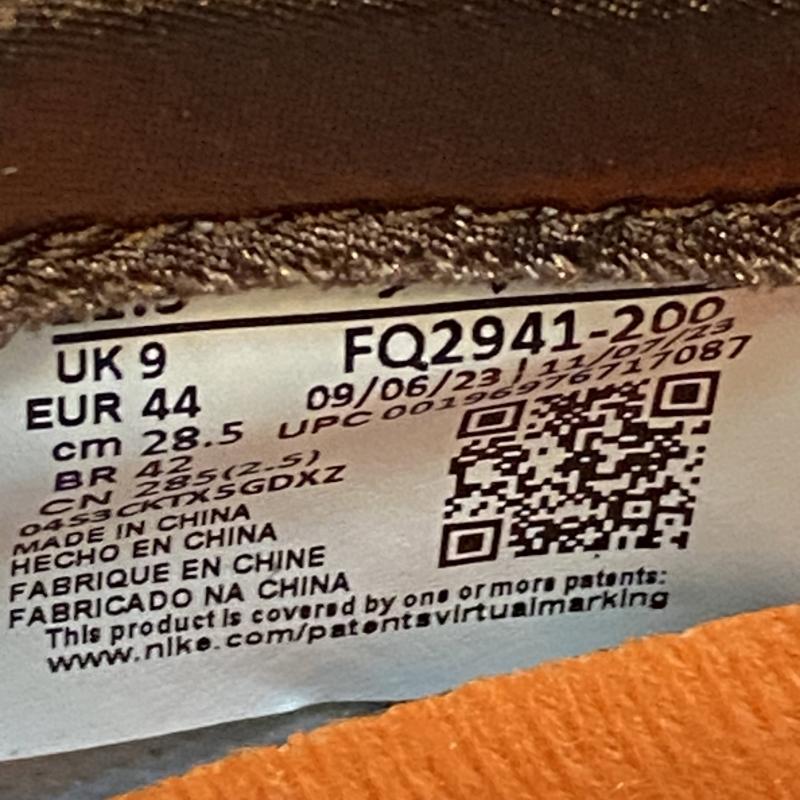 UK 9
EUR 44
cm 28.5
BR 42
CN 285(2.5)
FQ2941-200
09/06/23 | 11/07/23
UPC 00196976717087
0453CKTX5GDXZ
MADE IN CHINA
HECHO EN CHINA
FABRIQUE EN CHINE
FABRICADO NA CHINA
This product is covered by one or more patents:
www.nike.com/patentsvirtualmarking